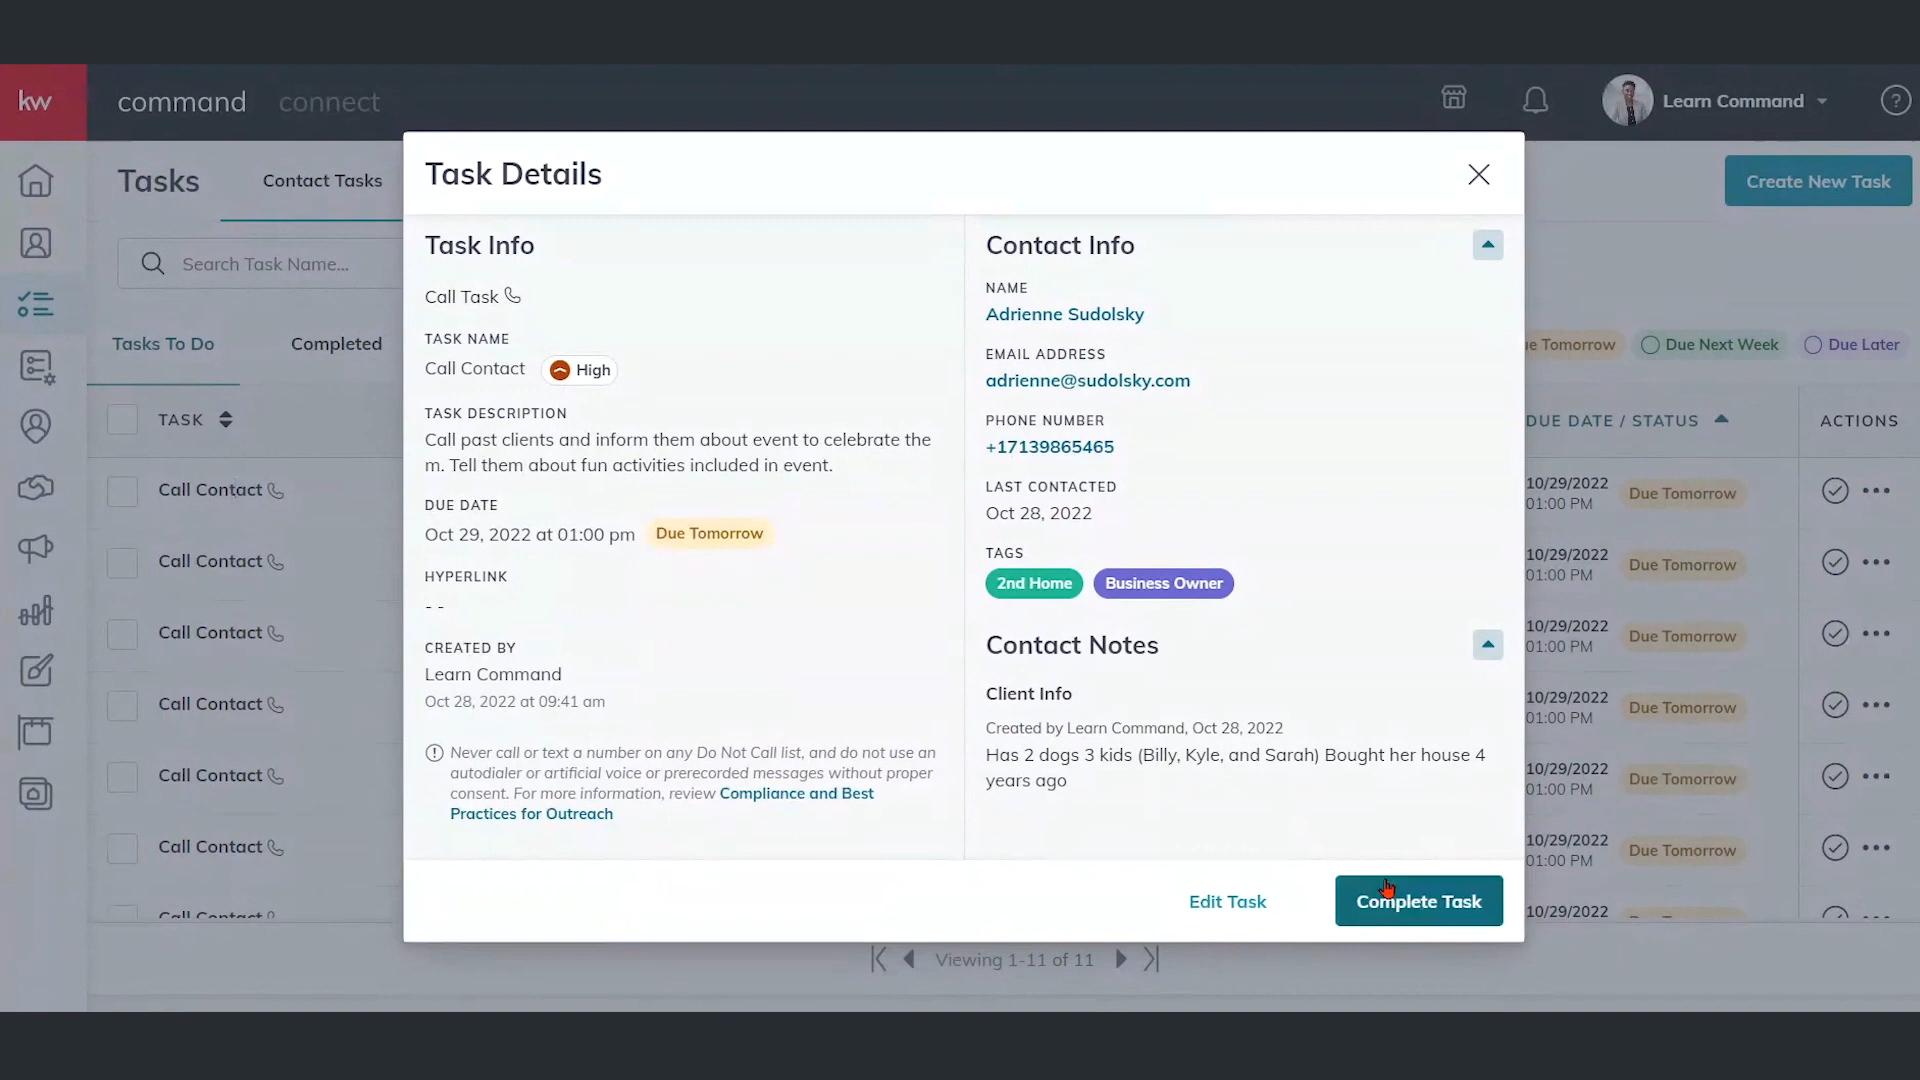 kw command connect Learn Command ?
Tasks Contact Tasks
Create New Task
Search Task Name...
Tasks To Do Completed
e Tomorrow Due Next Week Due Later
TASK
DUE DATE / STATUS ACTIONS
Call Contact
10/29/2022
01:00 PM
Due Tomorrow
Call Contact
10/29/2022
01:00 PM
Due Tomorrow
Call Contact
10/29/2022
01:00 PM
Due Tomorrow
Call Contact
10/29/2022
01:00 PM
Due Tomorrow
Call Contact
10/29/2022
01:00 PM
Due Tomorrow
Call Contact
10/29/2022
01:00 PM
Due Tomorrow
Call Contact
10/29/2022
Task Details
Task Info
Call Task
TASK NAME
Call Contact High
TASK DESCRIPTION
Call past clients and inform them about event to celebrate the
m. Tell them about fun activities included in event.
DUE DATE
Oct 29, 2022 at 01:00 pm Due Tomorrow
HYPERLINK
- -
CREATED BY
Learn Command
Oct 28, 2022 at 09:41 am
Never call or text a number on any Do Not Call list, and do not use an
autodialer or artificial voice or prerecorded messages without proper
consent. For more information, review Compliance and Best
Practices for Outreach
Contact Info
NAME
Adrienne Sudolsky
EMAIL ADDRESS
adrienne@sudolsky.com
PHONE NUMBER
+17139865465
LAST CONTACTED
Oct 28, 2022
TAGS
2nd Home Business Owner
Contact Notes
Client Info
Created by Learn Command, Oct 28, 2022
Has 2 dogs 3 kids (Billy, Kyle, and Sarah) Bought her house 4
years ago
Edit Task Complete Task
Viewing 1-11 of 11